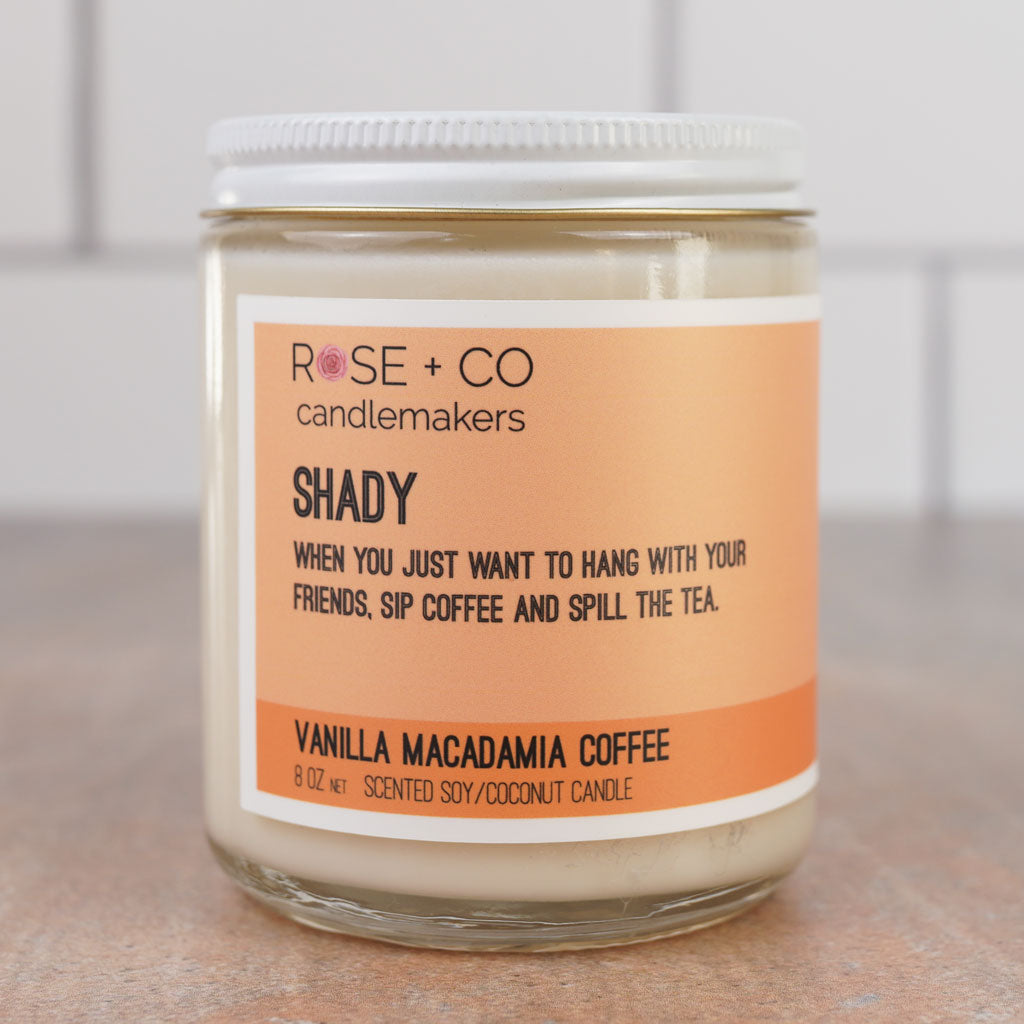 ROSE + CO
candlemakers
SHADY
WHEN YOU JUST WANT TO HANG WITH YOUR
FRIENDS, SIP COFFEE AND SPILL THE TEA.
VANILLA MACADAMIA COFFEE
8 OZ NET SCENTED SOY/COCONUT CANDLE